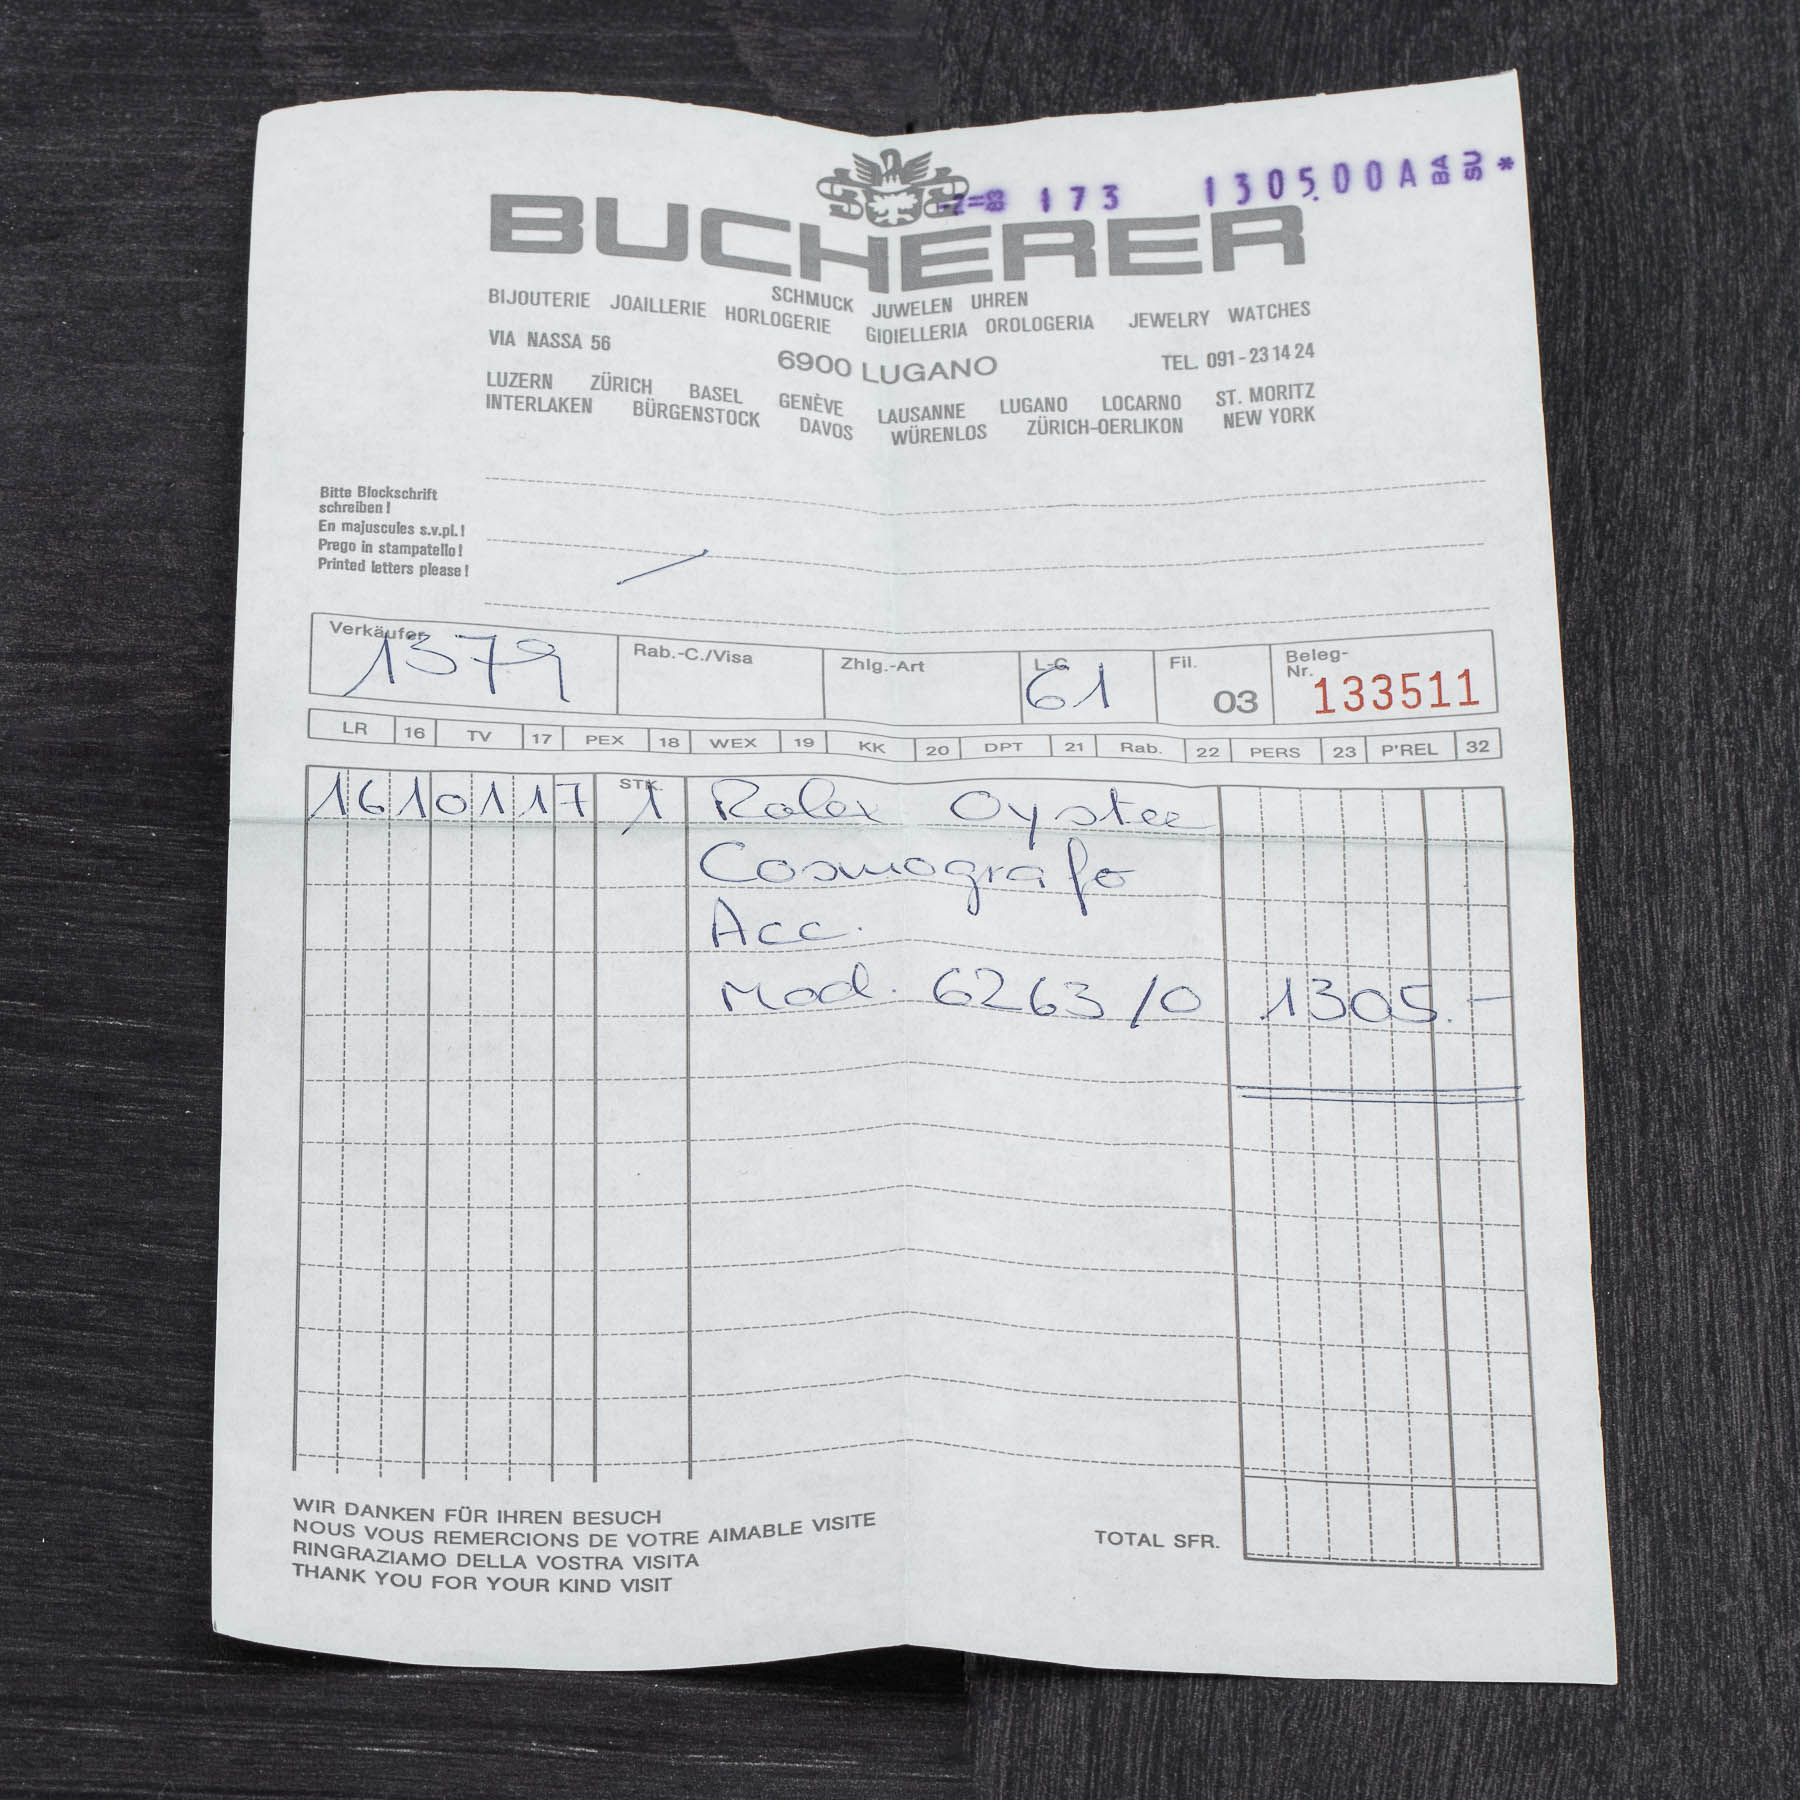 173 1305.00A BA SU *
BUCHERER
SCHMUCK JUWELEN UHREN
BIJOUTERIE JOAILLERIE HORLOGERIE GIOIELLERIA OROLOGERIA JEWELRY WATCHES
VIA NASSA 56 6900 LUGANO TEL. 091-23 14 24
LUZERN ZÜRICH BASEL GENÈVE LAUSANNE LUGANO LOCARNO ST. MORITZ
INTERLAKEN BÜRGENSTOCK DAVOS WÜRENLOS ZÜRICH-OERLIKON NEW YORK
Bitte Blockschrift
schreiben!
En majuscules s.v.pl.!
Prego in stampatello!
Printed letters please!
Verkäufer 1379 Rab.-C./Visa Zhlg.-Art L-G 61 Fil. 03 Beleg-Nr. 133511
LR 16 TV 17 PEX 18 WEX 19 KK 20 DPT 21 Rab. 22 PERS 23 P'REL 32
STK.
1610117 1 Rolex Oyster
Cosmografo
Acc.
Mod. 6263/0 1305.-
WIR DANKEN FÜR IHREN BESUCH
NOUS VOUS REMERCIONS DE VOTRE AIMABLE VISITE
RINGRAZIAMO DELLA VOSTRA VISITA
THANK YOU FOR YOUR KIND VISIT
TOTAL SFR.